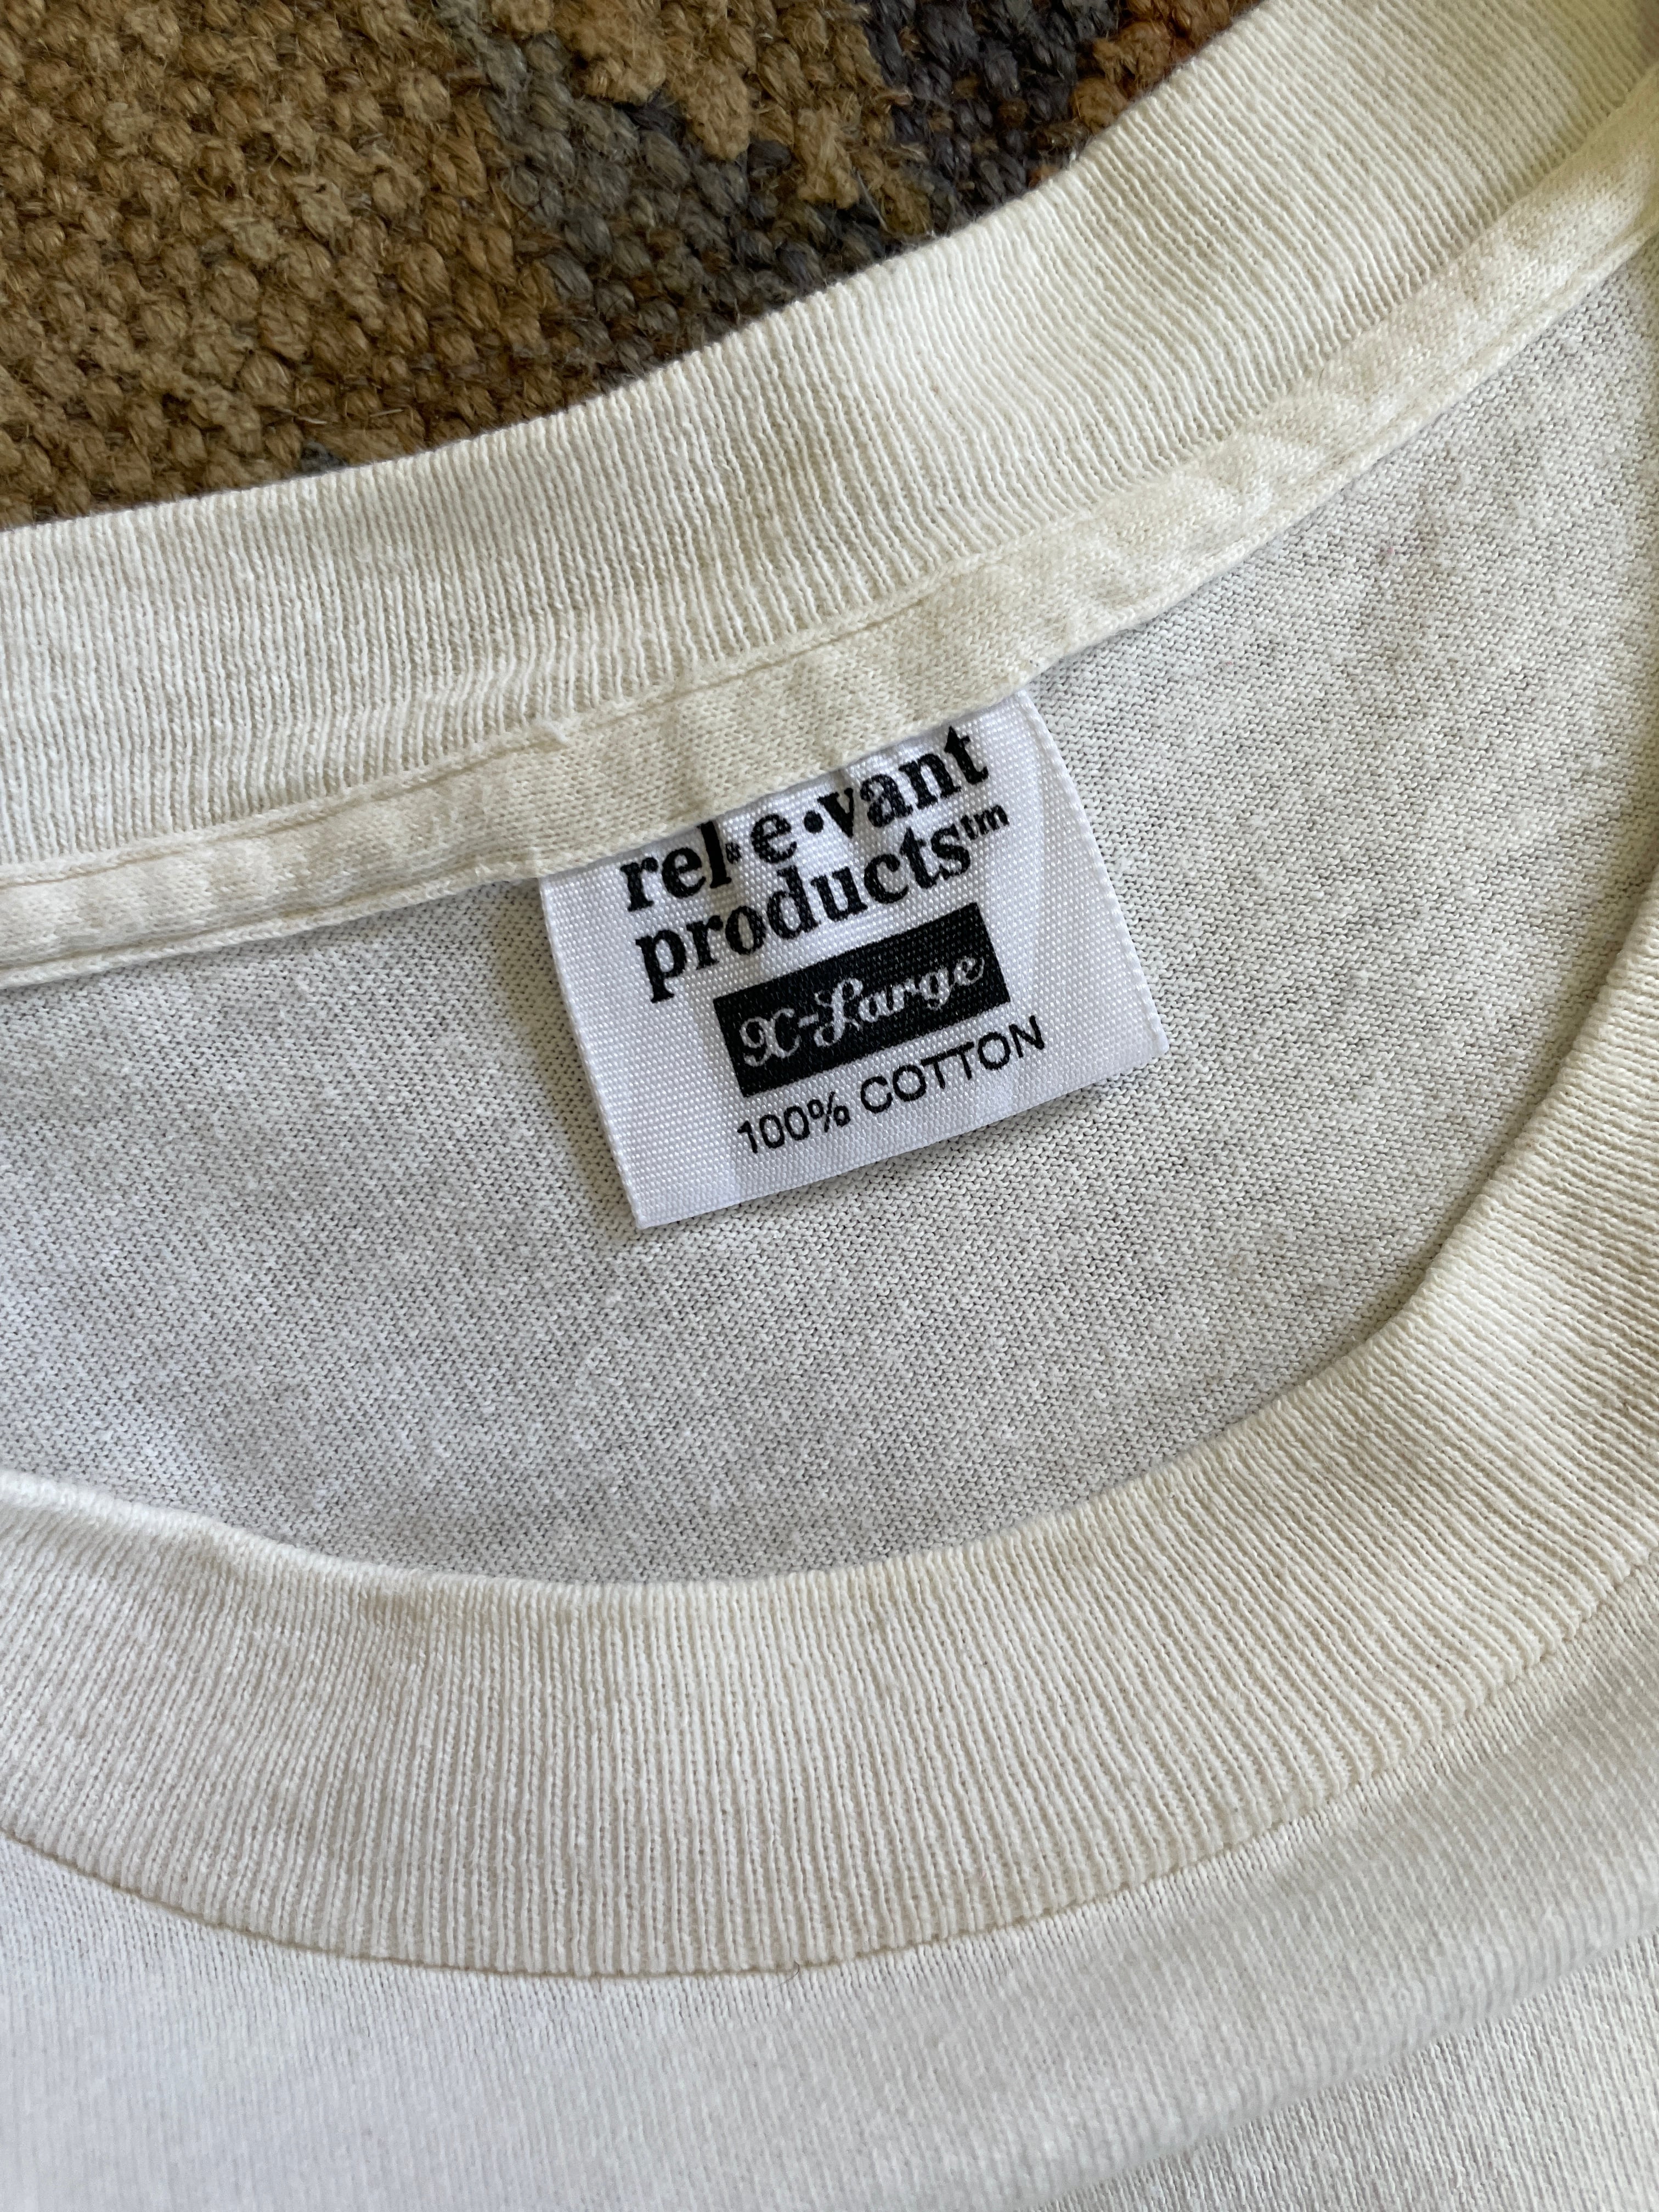 rel•e•vant
products™
X-Large
100% COTTON